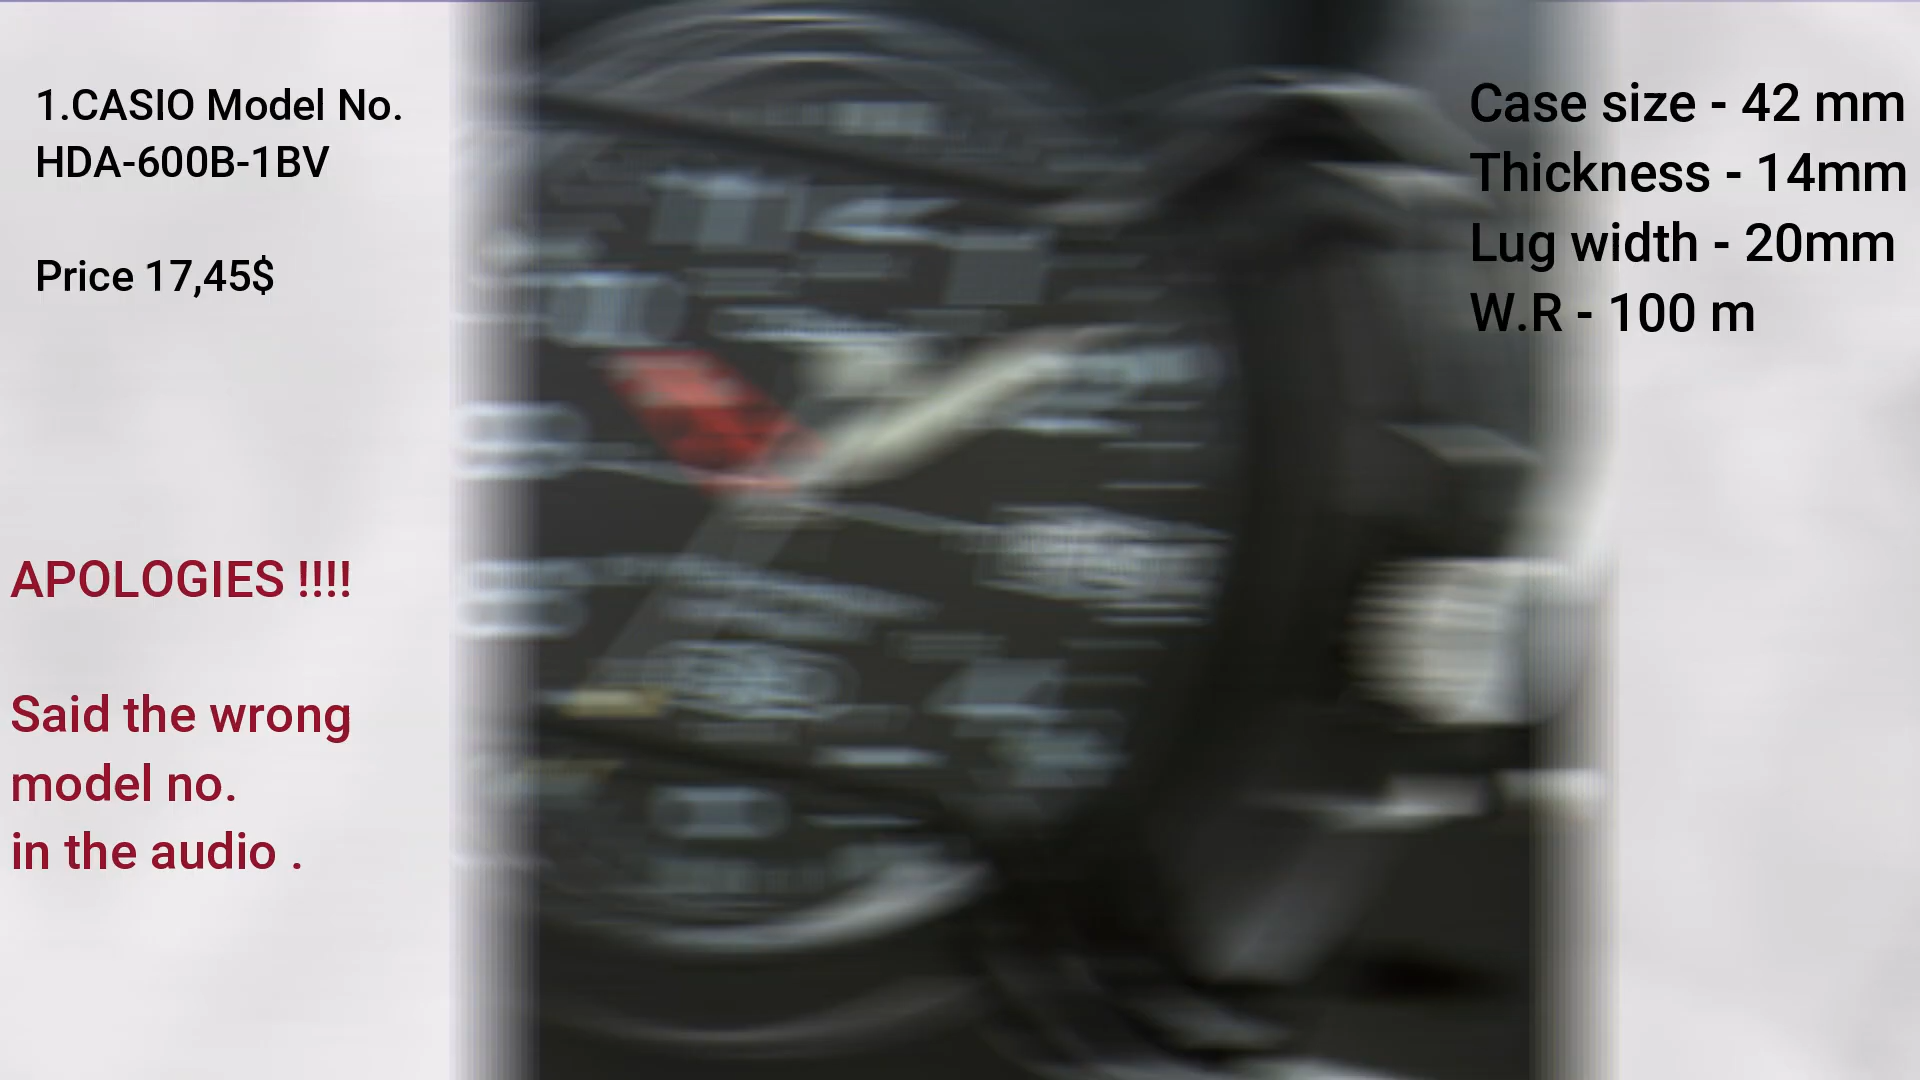 1.CASIO Model No.
HDA-600B-1BV
Price 17,45$
APOLOGIES !!!!
Said the wrong
model no.
in the audio .
Case size - 42 mm
Thickness - 14mm
Lug width - 20mm
W.R - 100 m